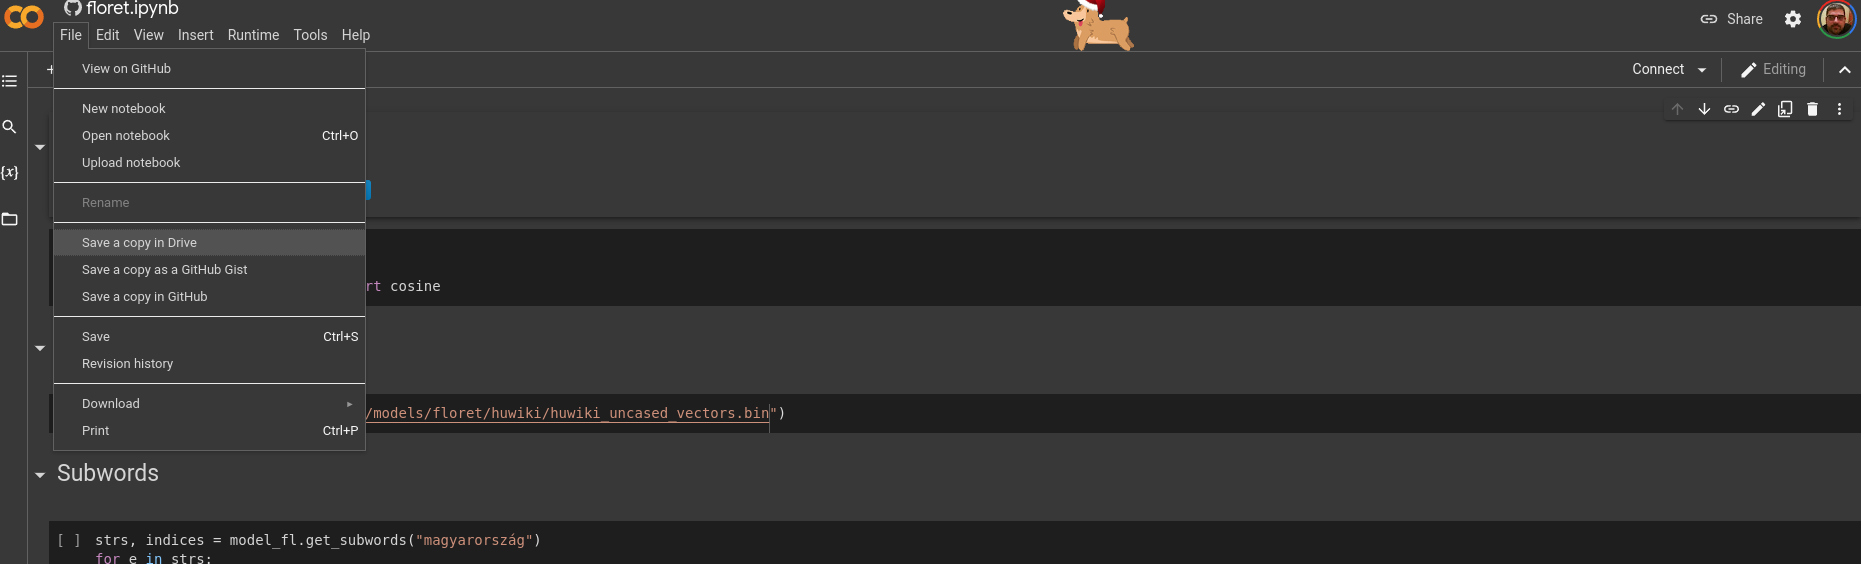 floret.ipynb
File Edit View Insert Runtime Tools Help
Share
View on GitHub
Connect
Editing
New notebook
Open notebook Ctrl+O
Upload notebook
{x}
Rename
Save a copy in Drive
Save a copy as a GitHub Gist
Save a copy in GitHub
rt cosine
Save Ctrl+S
Revision history
Download
/models/floret/huwiki/huwiki_uncased_vectors.bin")
Print Ctrl+P
Subwords
[ ] strs, indices = model_fl.get_subwords("magyarország")
for e in strs: